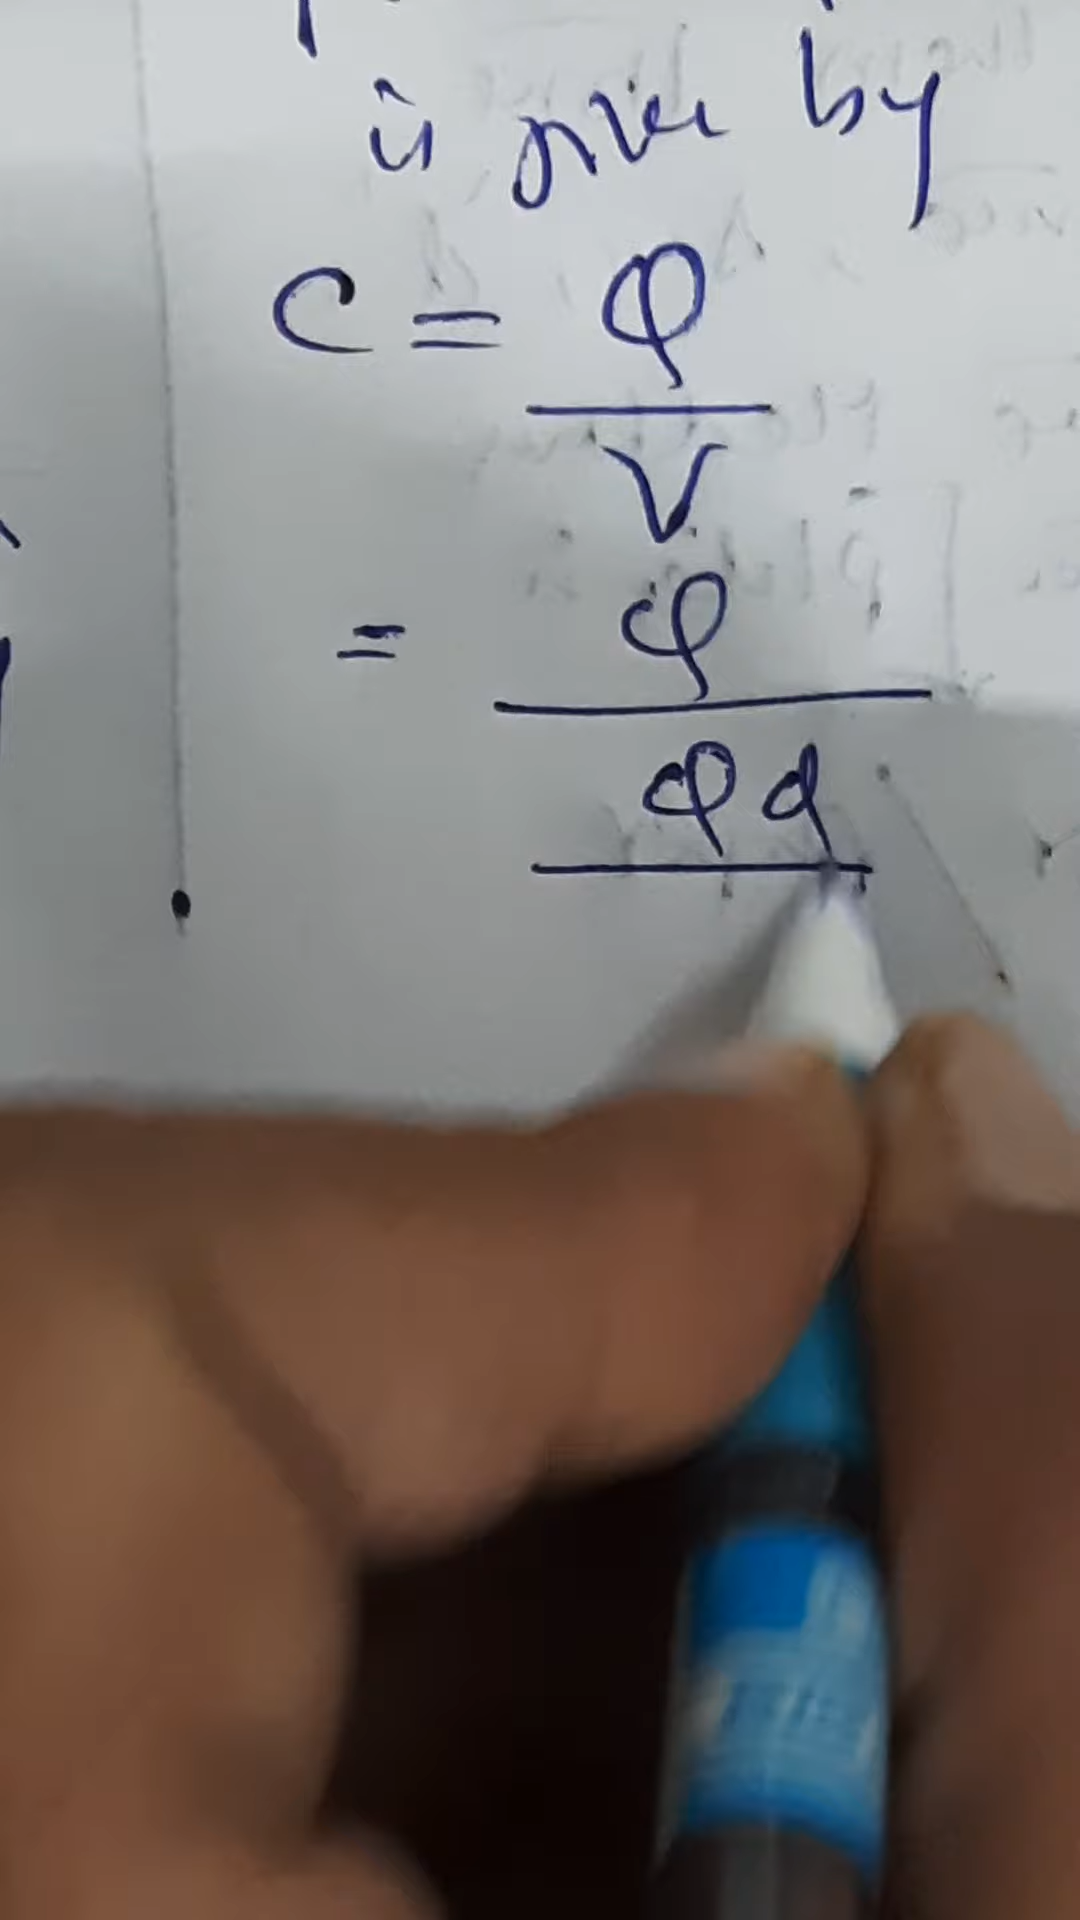 is given by
C = Q
V
= Q
Qd